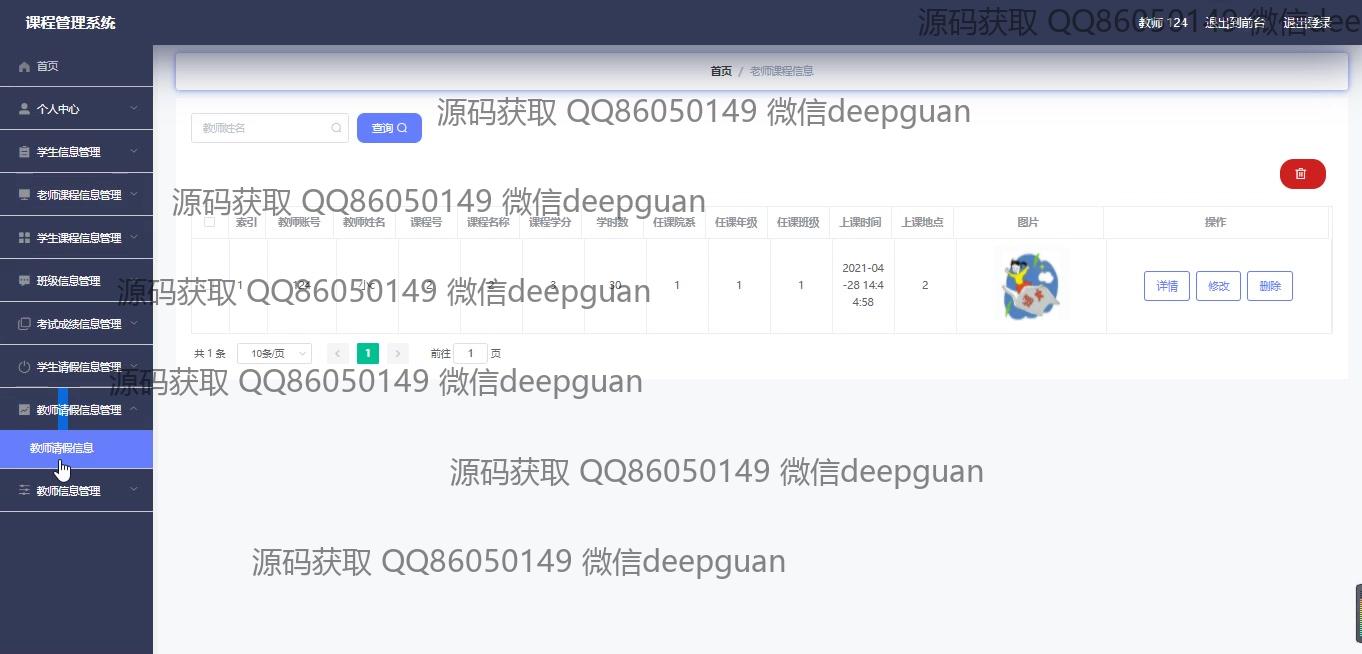 课程管理系统
教师 124 退出到前台 退出登录
源码获取 QQ86050149 微信dee
首页
个人中心
学生信息管理
老师课程信息管理
学生课程信息管理
班级信息管理
考试成绩信息管理
学生请假信息管理
教师请假信息管理
教师请假信息
教师信息管理
首页 / 老师课程信息
源码获取 QQ86050149 微信deepguan
教师姓名
查询
源码获取 QQ86050149 微信deepguan
索引 教师账号 教师姓名 课程号 课程名称 课程学分 学时数 任课院系 任课年级 任课班级 上课时间 上课地点 图片 操作
1 124 2 2 3 30 1 1 1 2021-04-28 14:44:58 2 详情 修改 删除
源码获取 QQ86050149 微信deepguan
共 1 条 10条/页 1 前往 1 页
源码获取 QQ86050149 微信deepguan
源码获取 QQ86050149 微信deepguan
源码获取 QQ86050149 微信deepguan